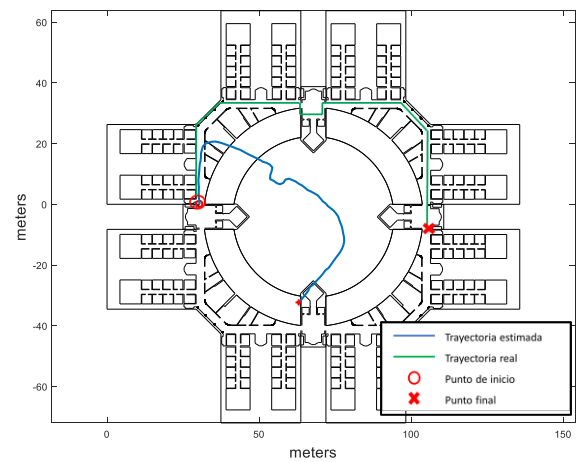 60
40
20
0
-20
-40
-60
meters
0
50
100
150
meters
Trayectoria estimada
Trayectoria real
Punto de inicio
Punto final